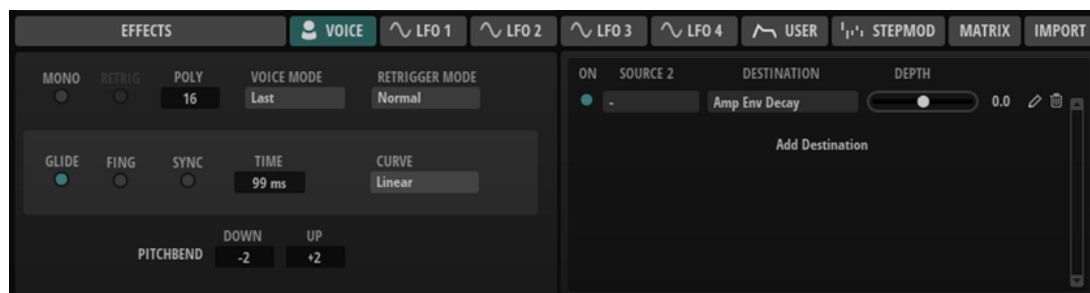 EFFECTS VOICE LFO 1 LFO 2 LFO 3 LFO 4 USER STEPMOD MATRIX IMPORT
MONO RETRIG POLY VOICE MODE RETRIGGER MODE
16 Last Normal
GLIDE FING SYNC TIME CURVE
99 ms Linear
DOWN UP
PITCHBEND -2 +2
ON SOURCE 2 DESTINATION DEPTH
- Amp Env Decay 0.0
Add Destination